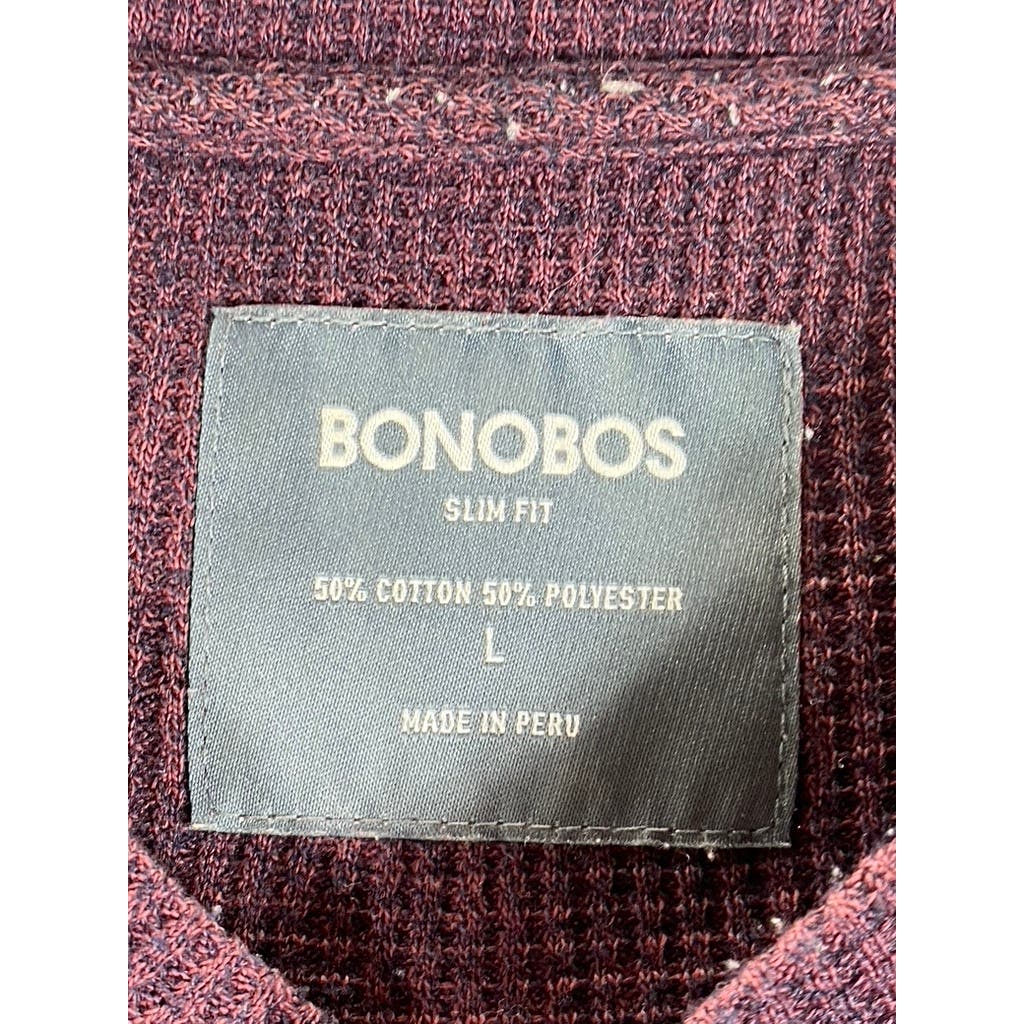 BONOBOS
SLIM FIT
50% COTTON 50% POLYESTER
L
MADE IN PERU